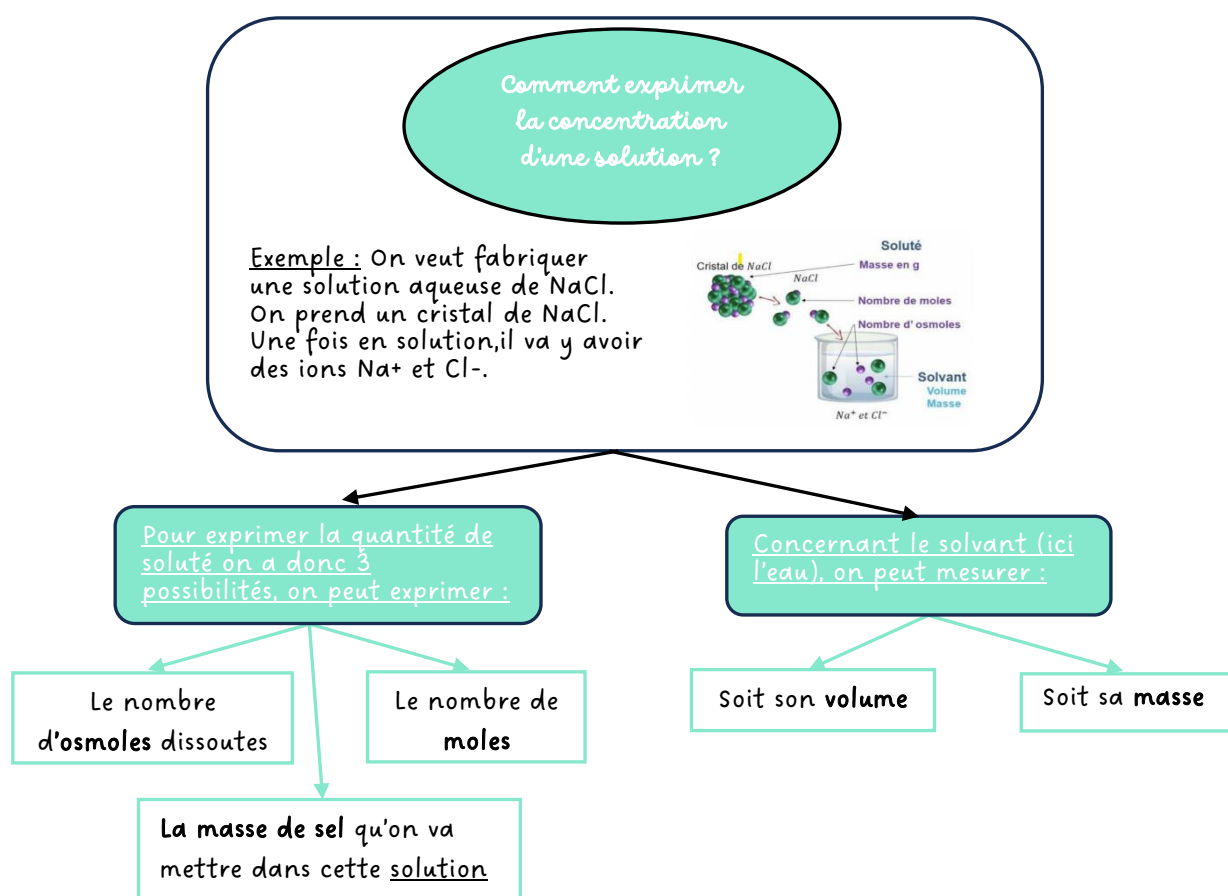 Comment exprimer
la concentration
d'une solution ?
Exemple : On veut fabriquer
une solution aqueuse de NaCl.
On prend un cristal de NaCl.
Une fois en solution,il va y avoir
des ions Na+ et Cl-.
Soluté
Cristal de NaCl
Masse en g
NaCl
Nombre de moles
Nombre d' osmoles
Solvant
Volume
Masse
Na⁺ et Cl⁻
Pour exprimer la quantité de
soluté on a donc 3
possibilités, on peut exprimer :
Concernant le solvant (ici
l'eau), on peut mesurer :
Le nombre
d'osmoles dissoutes
Le nombre de
moles
Soit son volume
Soit sa masse
La masse de sel qu'on va
mettre dans cette solution